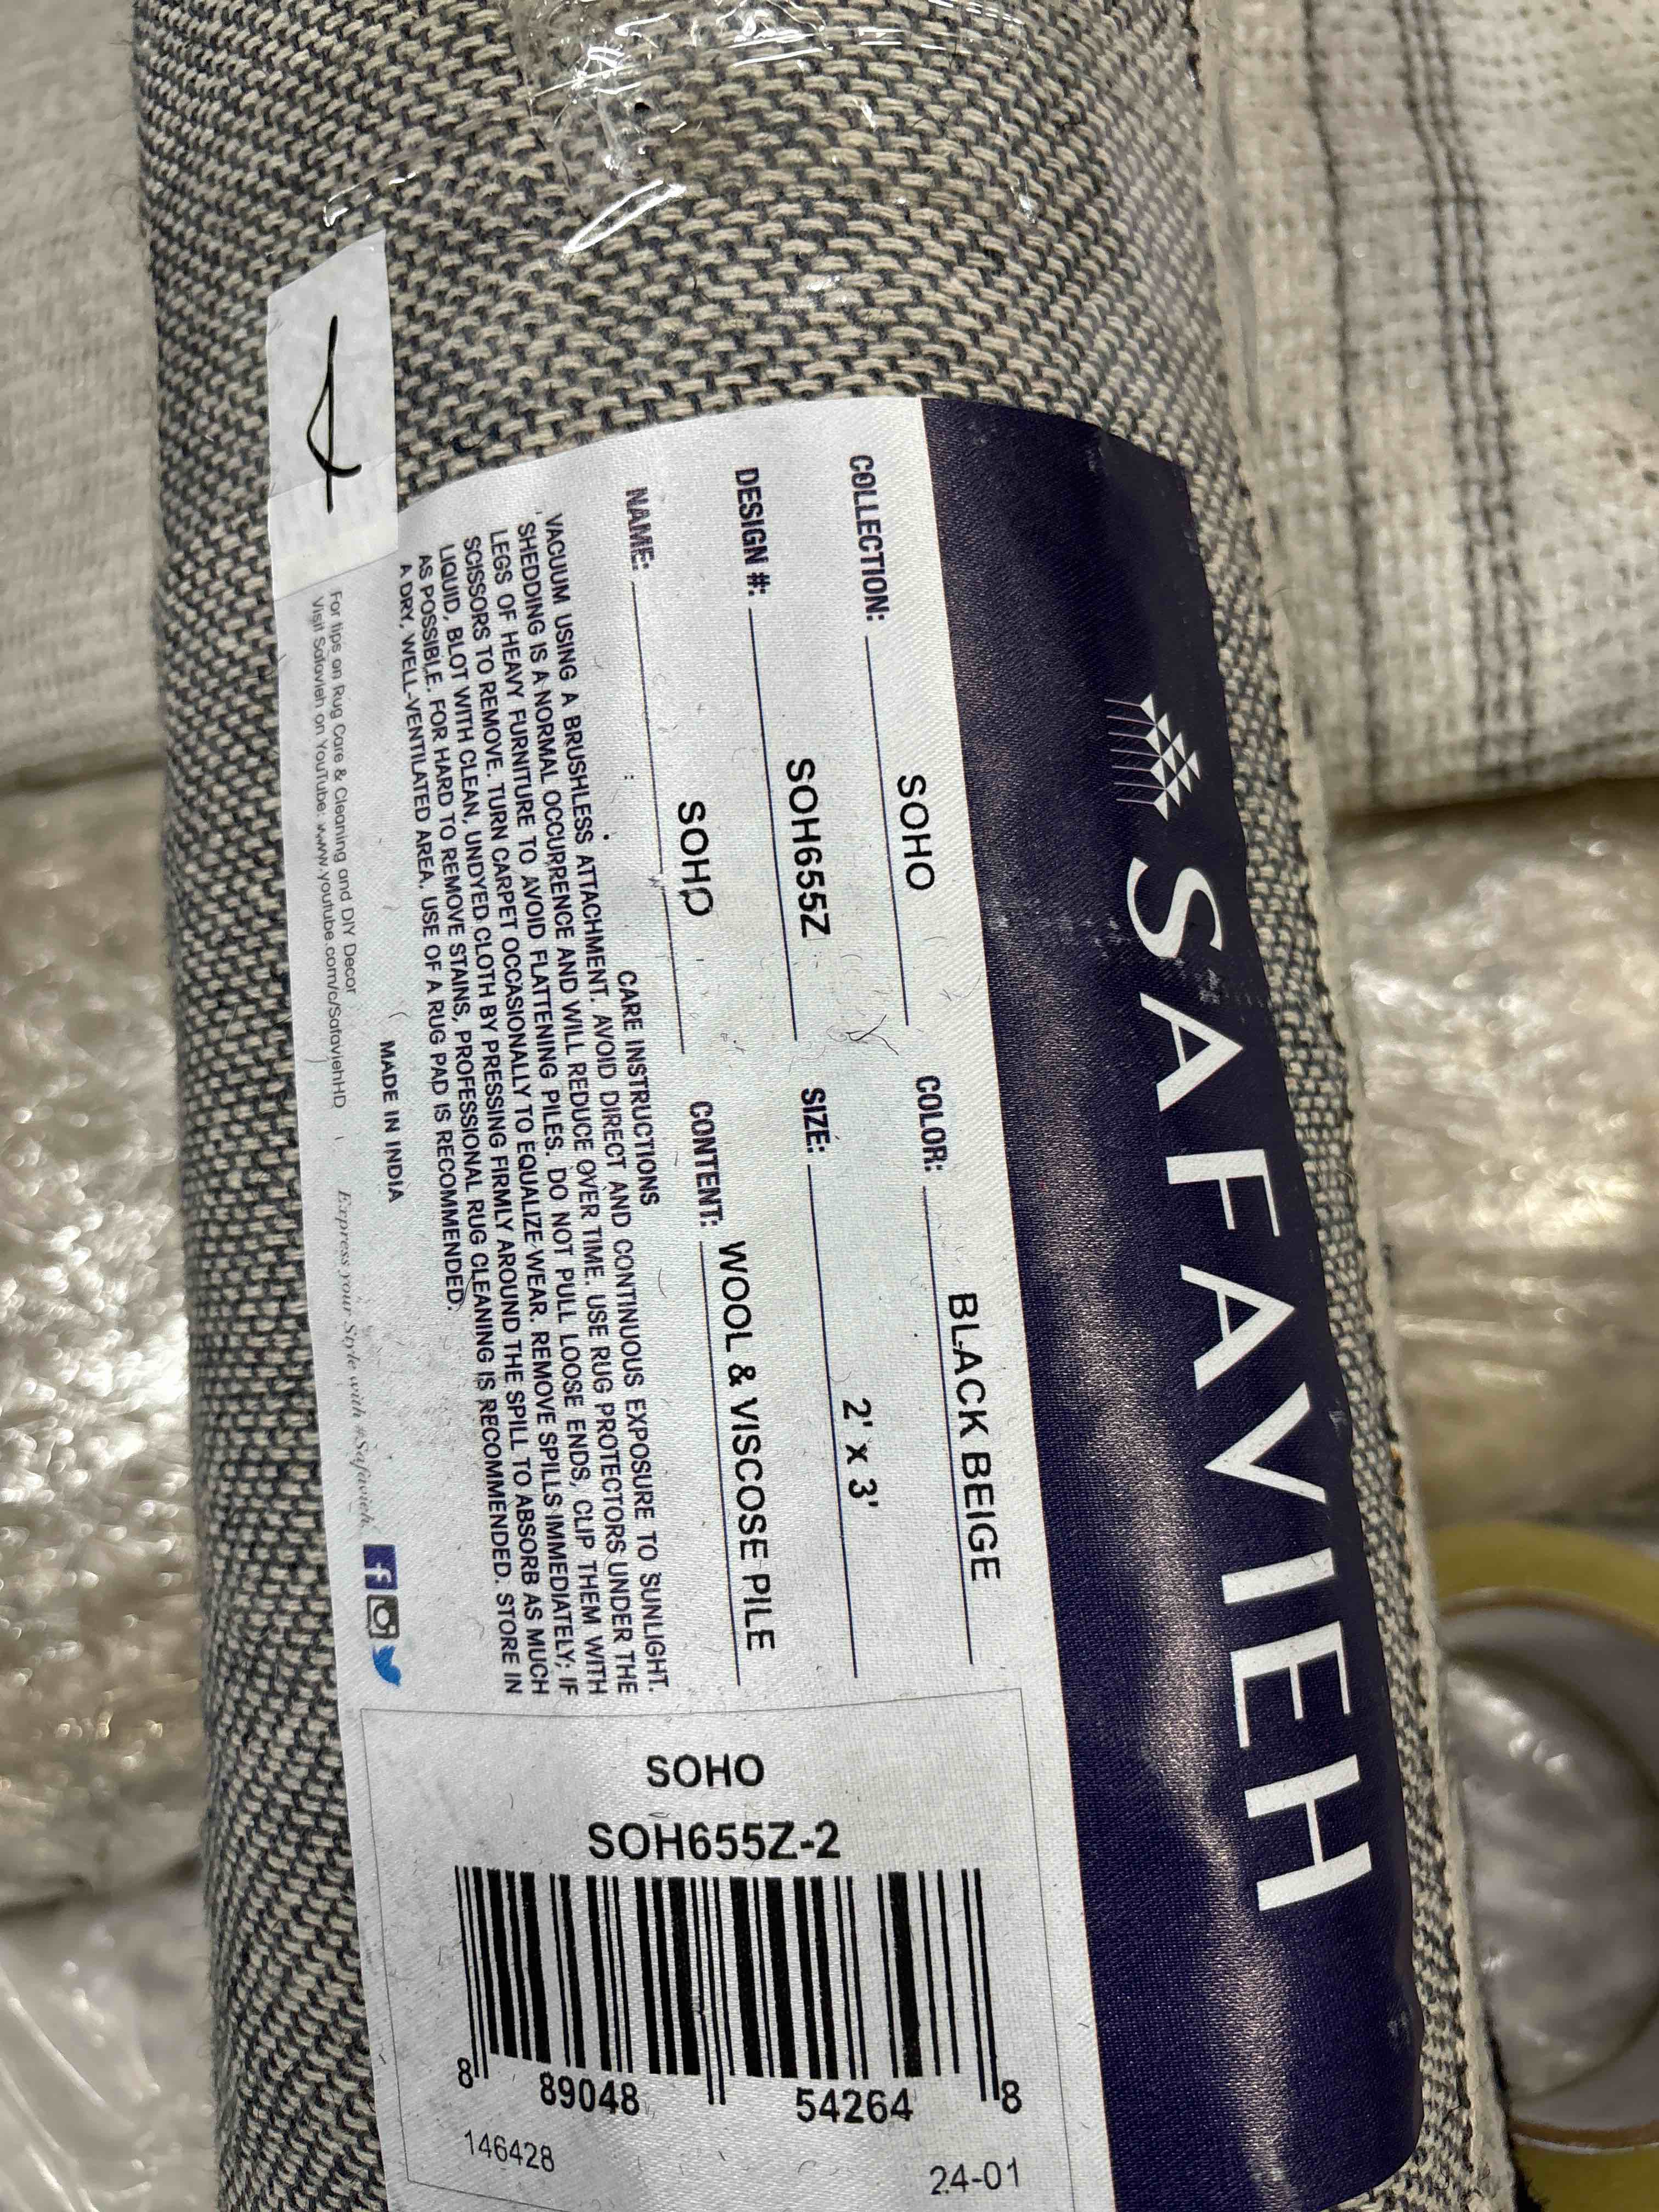 SAFAVIEH
COLLECTION: SOHO
COLOR: BLACK BEIGE
DESIGN #: SOH655Z
SIZE: 2' x 3'
NAME: SOHO
CONTENT: WOOL & VISCOSE PILE
CARE INSTRUCTIONS
VACUUM USING A BRUSHLESS ATTACHMENT. AVOID DIRECT AND CONTINUOUS EXPOSURE TO SUNLIGHT.
SHEDDING IS A NORMAL OCCURRENCE AND WILL REDUCE OVER TIME. USE RUG PROTECTORS UNDER THE
LEGS OF HEAVY FURNITURE TO AVOID FLATTENING PILES. DO NOT PULL LOOSE ENDS, CLIP THEM WITH
SCISSORS TO REMOVE. TURN CARPET OCCASIONALLY TO EQUALIZE WEAR. REMOVE SPILLS IMMEDIATELY; IF
LIQUID, BLOT WITH CLEAN, UNDYED CLOTH BY PRESSING FIRMLY AROUND THE SPILL TO ABSORB AS MUCH
AS POSSIBLE. FOR HARD TO REMOVE STAINS, PROFESSIONAL RUG CLEANING IS RECOMMENDED. STORE IN
A DRY, WELL-VENTILATED AREA. USE OF A RUG PAD IS RECOMMENDED.
MADE IN INDIA
For tips on Rug Care & Cleaning and DIY Decor
Visit Safavieh on YouTube: www.youtube.com/c/SafaviehHD
Express your Style with #Safavieh
SOHO
SOH655Z-2
8 89048 54264 8
146428
24-01